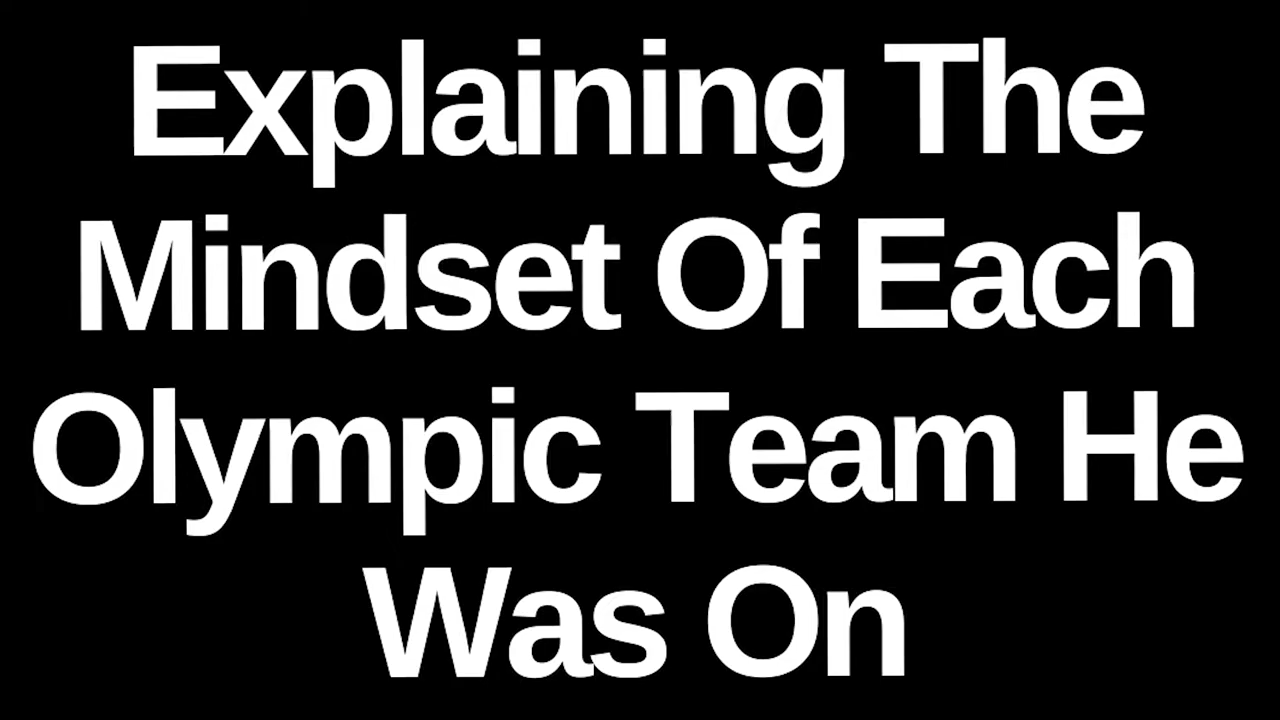 Explaining The
Mindset Of Each
Olympic Team He
Was On